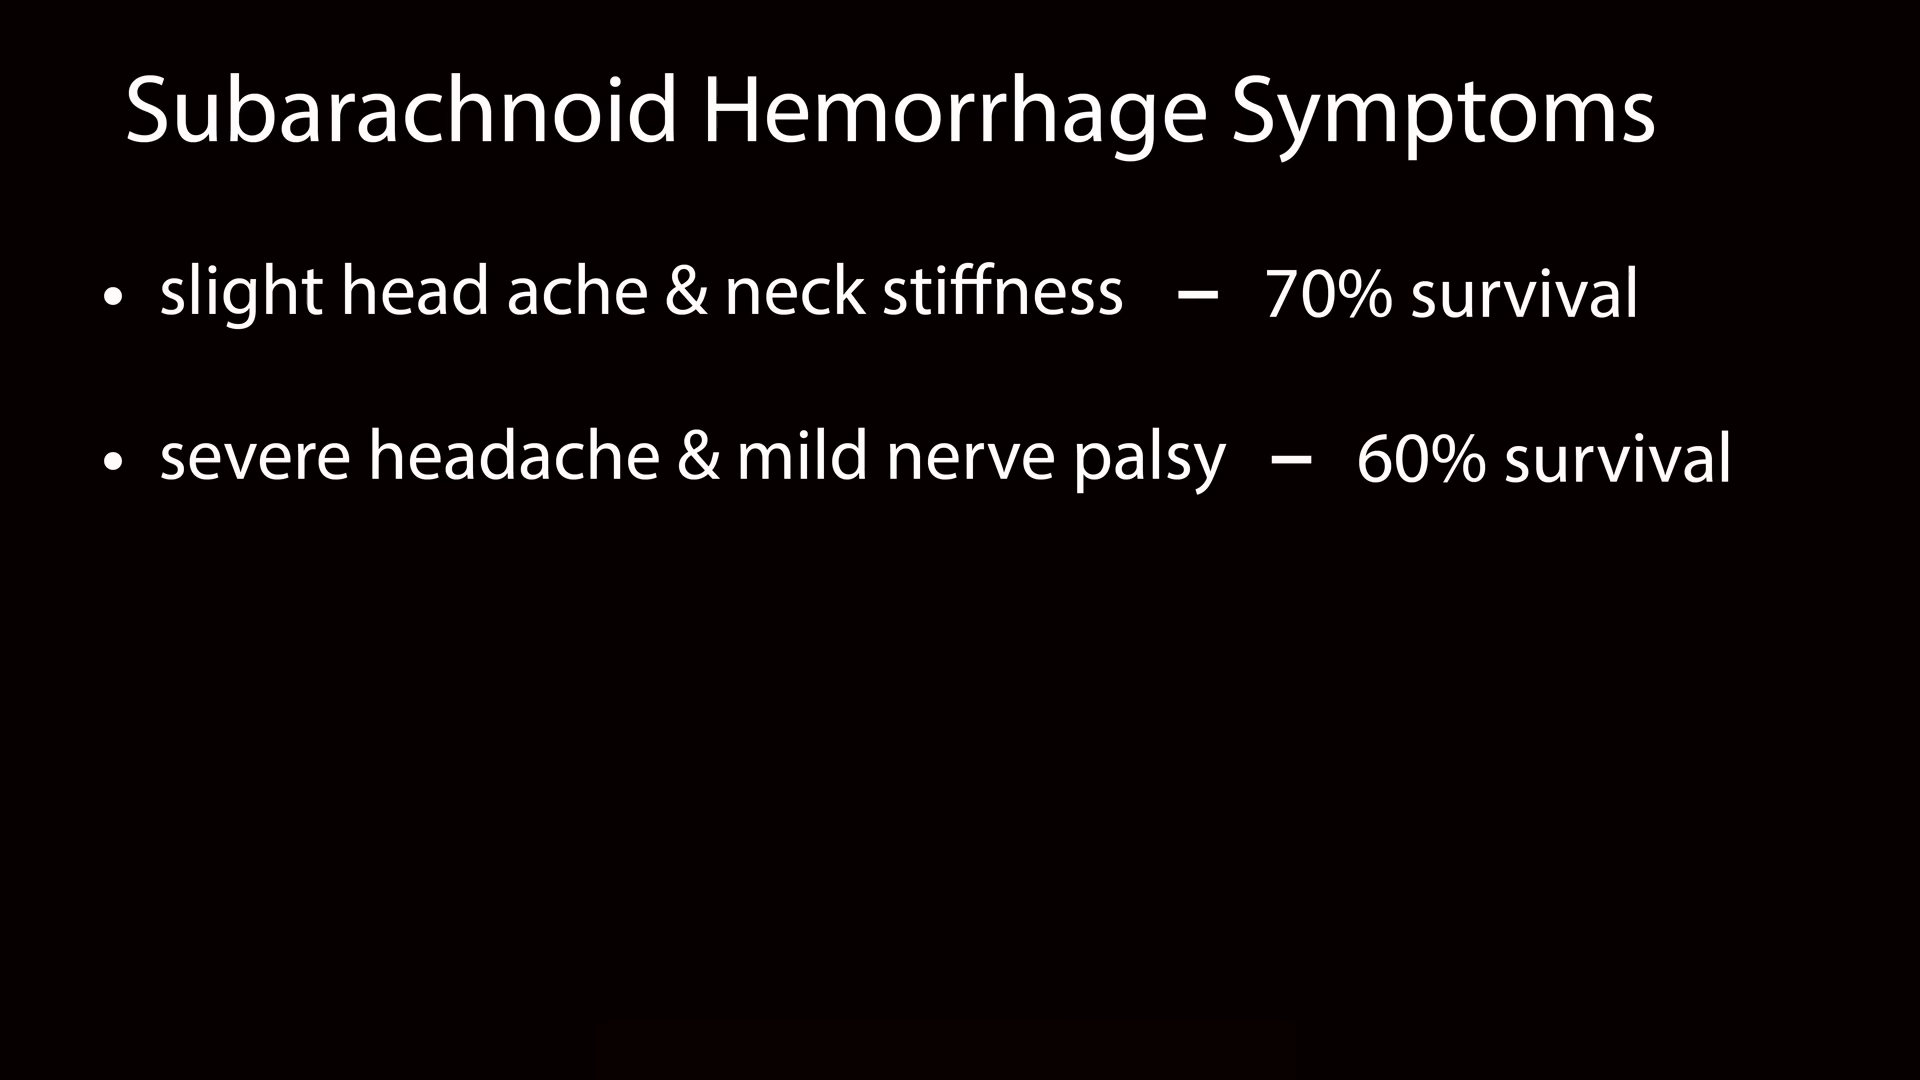 Subarachnoid Hemorrhage Symptoms
• slight head ache & neck stiffness – 70% survival
• severe headache & mild nerve palsy – 60% survival